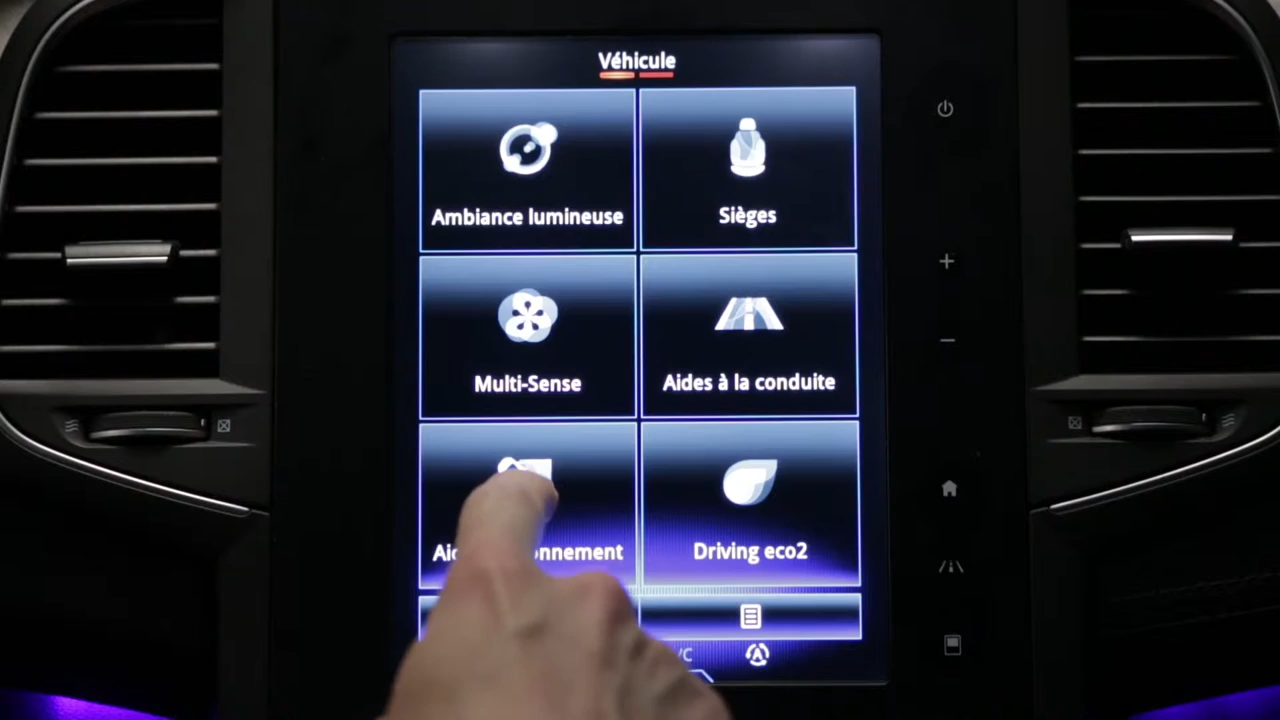 Véhicule
Ambiance lumineuse
Sièges
Multi-Sense
Aides à la conduite
Driving eco2
+
−